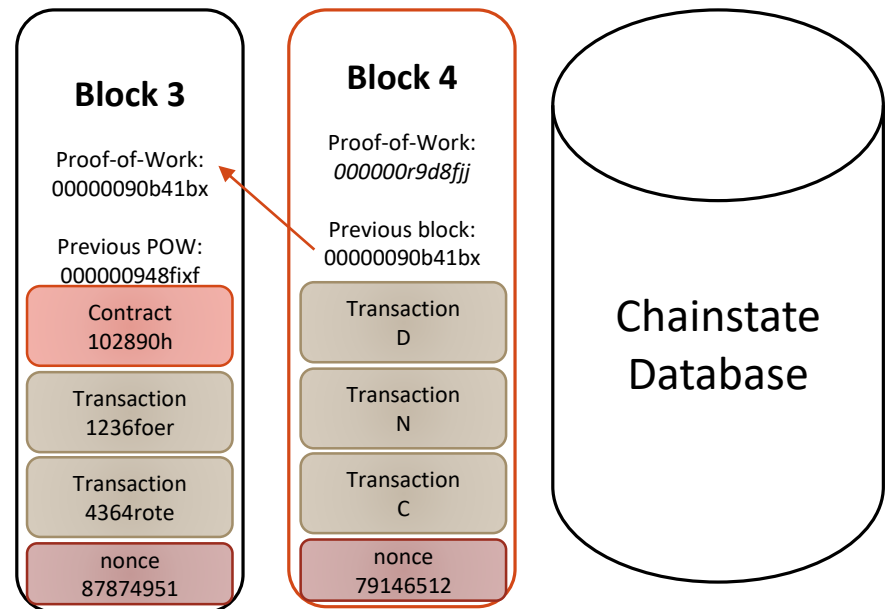 Block 3
Proof-of-Work:
00000090b41bx
Previous POW:
000000948fixf
Contract
102890h
Transaction
1236foer
Transaction
4364rote
nonce
87874951
Block 4
Proof-of-Work:
000000r9d8fjj
Previous block:
00000090b41bx
Transaction
D
Transaction
N
Transaction
C
nonce
79146512
Chainstate
Database